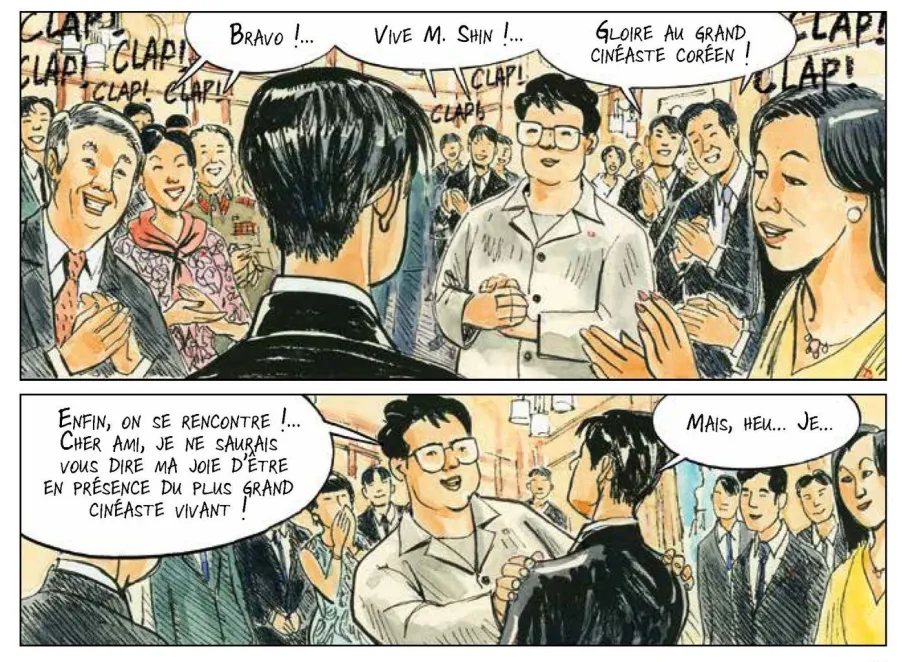 CLAP!
CLAP!
CLAP!
CLAP!
CLAP!
BRAVO !...
VIVE M. SHIN !...
GLOIRE AU GRAND
CINÉASTE CORÉEN !
CLAP!
CLAP!
CLAP!
CLAP!
ENFIN, ON SE RENCONTRE !...
CHER AMI, JE NE SAURAIS
VOUS DIRE MA JOIE D'ÊTRE
EN PRÉSENCE DU PLUS GRAND
CINÉASTE VIVANT !
MAIS, HEU... JE...